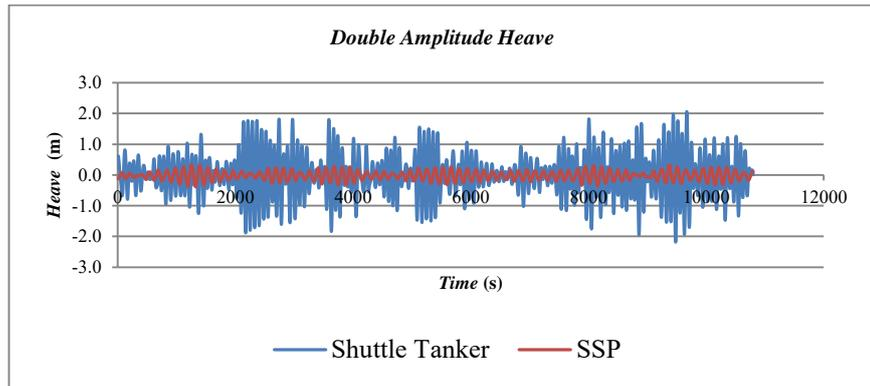 Double Amplitude Heave
3.0
2.0
1.0
0.0
-1.0
-2.0
-3.0
Heave (m)
0 2000 4000 6000 8000 10000 12000
Time (s)
Shuttle Tanker SSP